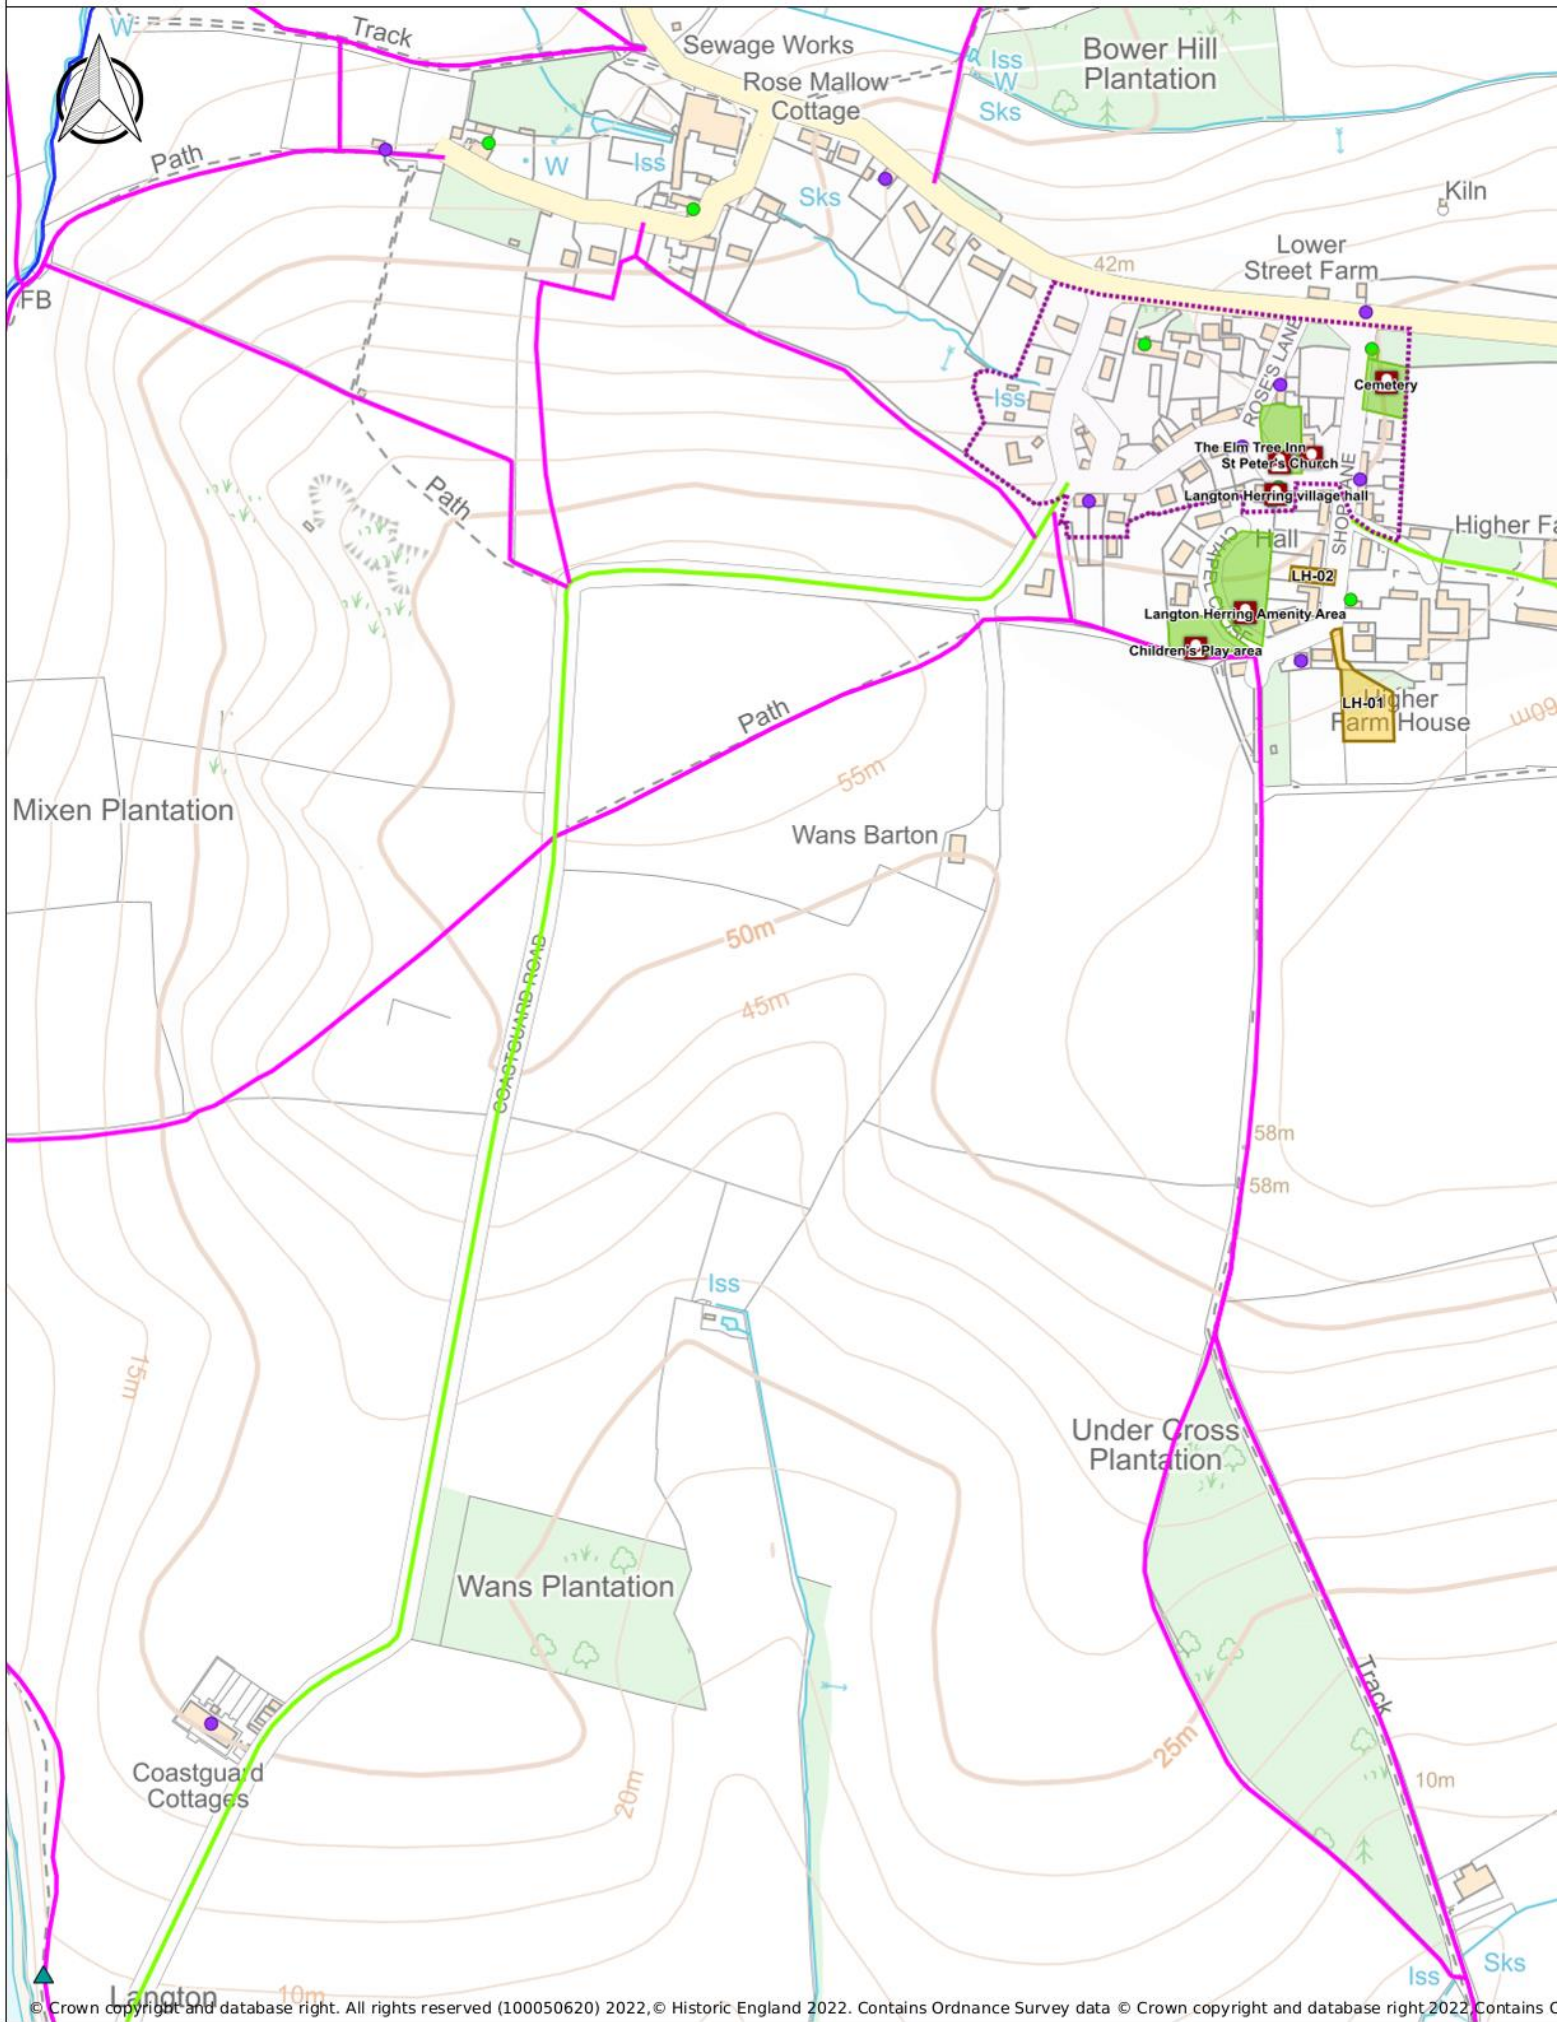 W
Track
Sewage Works
Rose Mallow
Cottage
Iss
W
Sks
Bower Hill
Plantation
Path
W
Iss
Sks
Kiln
Lower
Street Farm
42m
FB
ROSE'S LANE
Iss
Cemetery
The Elm Tree Inn
St Peter's Church
Langton Herring village hall
SHOP LANE
Path
Hall
Higher Fa
LH-02
Langton Herring Amenity Area
Children's Play area
LH-01
Higher
Farm House
60m
Path
55m
Mixen Plantation
Wans Barton
50m
COASTGUARD ROAD
45m
58m
58m
Iss
15m
Under Cross
Plantation
Wans Plantation
Track
25m
Coastguard
Cottages
20m
10m
Iss
Sks
Langton
10m
© Crown copyright and database right. All rights reserved (100050620) 2022,© Historic England 2022. Contains Ordnance Survey data © Crown copyright and database right 2022,Contains O